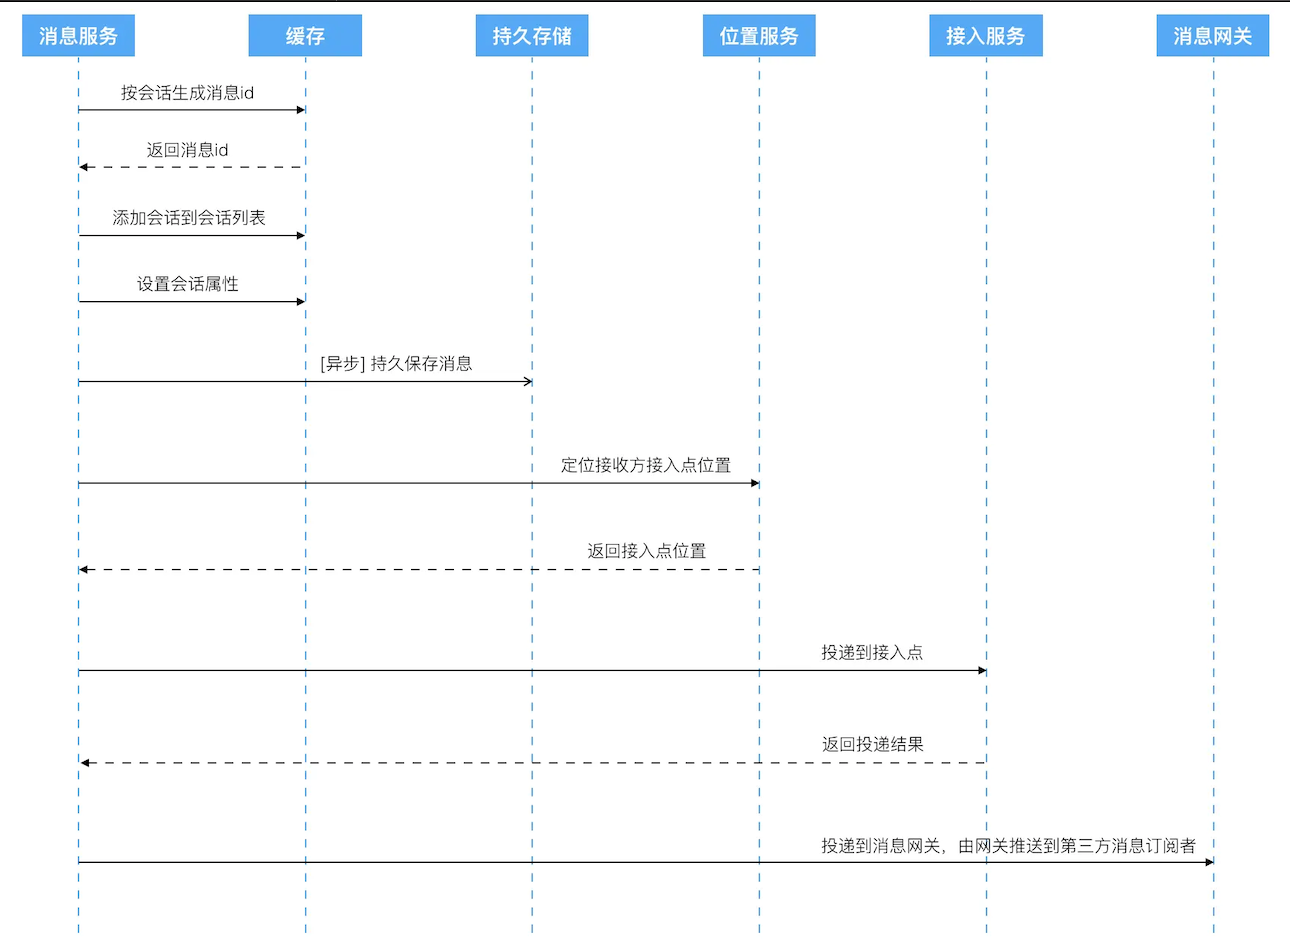 消息服务
缓存
持久存储
位置服务
接入服务
消息网关
按会话生成消息id
返回消息id
添加会话到会话列表
设置会话属性
[异步] 持久保存消息
定位接收方接入点位置
返回接入点位置
投递到接入点
返回投递结果
投递到消息网关，由网关推送到第三方消息订阅者